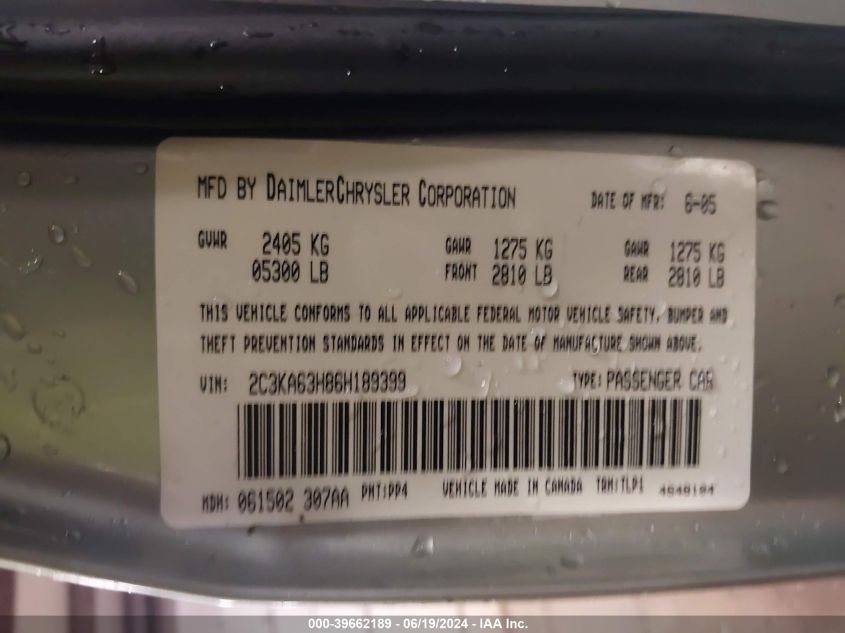 MFD BY DAIMLERCHRYSLER CORPORATION DATE OF MFR: 6-05
GVWR 2405 KG GAWR 1275 KG GAWR 1275 KG
05300 LB FRONT 2810 LB REAR 2810 LB
THIS VEHICLE CONFORMS TO ALL APPLICABLE FEDERAL MOTOR VEHICLE SAFETY, BUMPER AND
THEFT PREVENTION STANDARDS IN EFFECT ON THE DATE OF MANUFACTURE SHOWN ABOVE.
VIN: 2C3KA63H86H189399 TYPE: PASSENGER CAR
MDH: 061502 307AA PNT:PP4 VEHICLE MADE IN CANADA TRM:TLP1 4648184
000-39662189 - 06/19/2024 - IAA Inc.